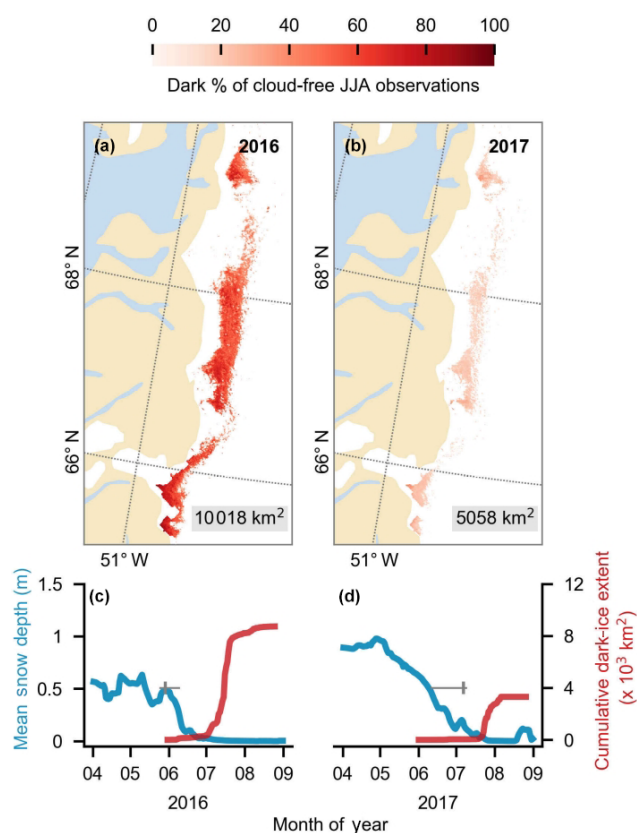 0 20 40 60 80 100
Dark % of cloud-free JJA observations
(a) 2016
(b) 2017
68° N
68° N
66° N
66° N
10 018 km²
5058 km²
51° W
51° W
Mean snow depth (m)
1.5
1
0.5
0
(c)
04 05 06 07 08 09
2016
(d)
04 05 06 07 08 09
2017
12
8
4
0
Cumulative dark-ice extent
(x 10³ km²)
Month of year